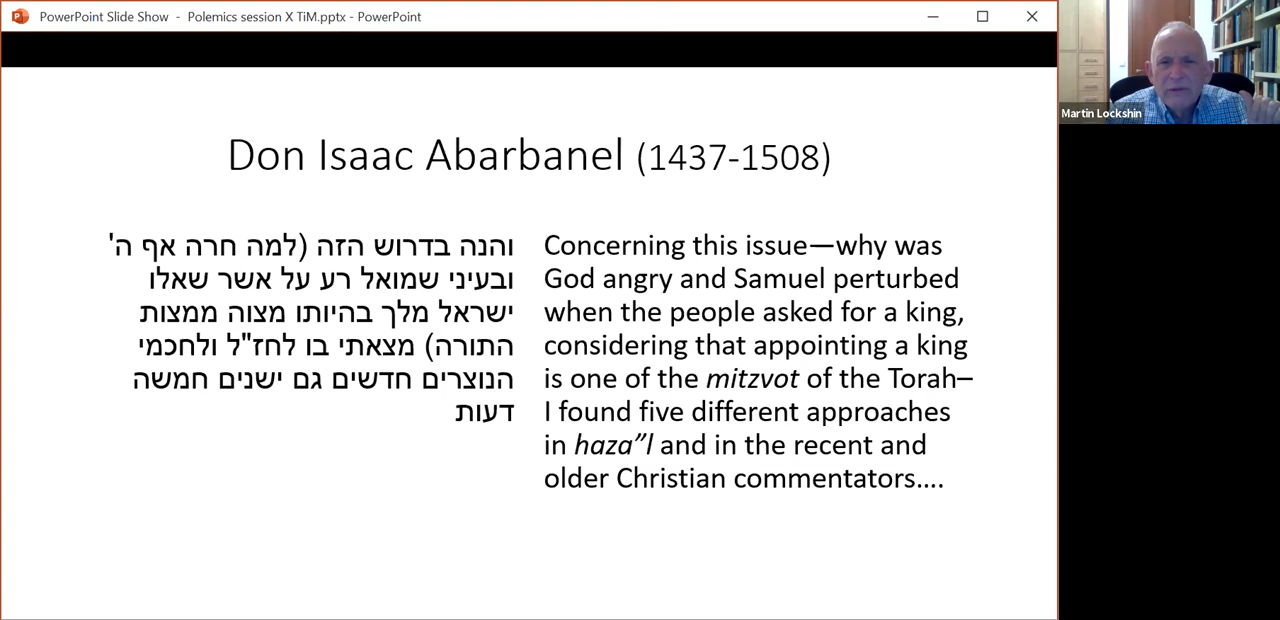 PowerPoint Slide Show - Polemics session X TiM.pptx - PowerPoint
Martin Lockshin
Don Isaac Abarbanel (1437-1508)
והנה בדרוש הזה (למה חרה אף ה'
ובעיני שמואל רע על אשר שאלו
ישראל מלך בהיותו מצוה ממצות
התורה) מצאתי בו לחז"ל ולחכמי
הנוצרים חדשים גם ישנים חמשה
דעות
Concerning this issue—why was
God angry and Samuel perturbed
when the people asked for a king,
considering that appointing a king
is one of the mitzvot of the Torah–
I found five different approaches
in haza”l and in the recent and
older Christian commentators….